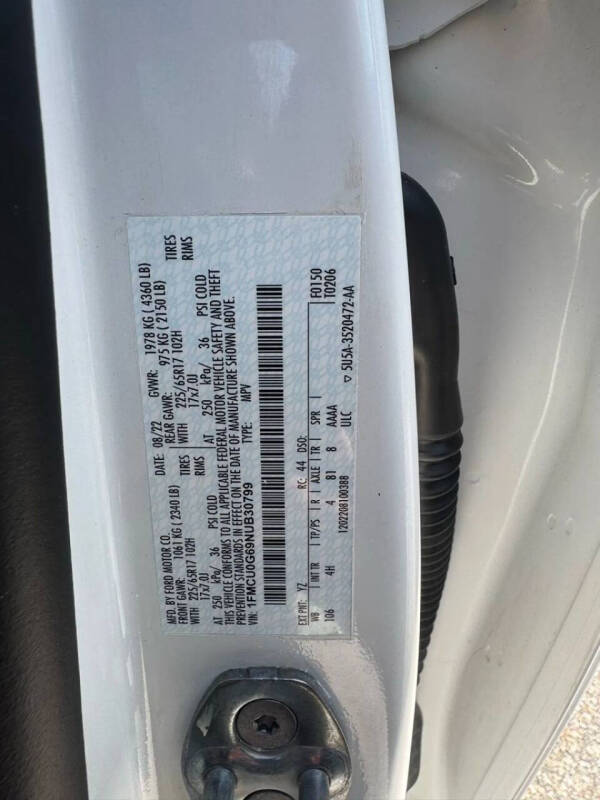 MFD. BY FORD MOTOR CO.
DATE: 08/22 GVWR: 1978 KG ( 4360 LB)
FRONT GAWR: 1061 KG ( 2340 LB) REAR GAWR: 975 KG ( 2150 LB)
WITH 225/65R17 102H TIRES WITH 225/65R17 102H TIRES
17x7.0J RIMS 17x7.0J RIMS
AT 250 kPa/ 36 PSI COLD AT 250 kPa/ 36 PSI COLD
THIS VEHICLE CONFORMS TO ALL APPLICABLE FEDERAL MOTOR VEHICLE SAFETY AND THEFT
PREVENTION STANDARDS IN EFFECT ON THE DATE OF MANUFACTURE SHOWN ABOVE.
VIN: 1FMCU0G69NUB30799 TYPE: MPV
F0150
T0206
EXT PNT: YZ RC: 44 DSO:
WB INT TR TP/PS R AXLE TR SPR
106 4H 4 81 8 AAAA
ULC
1202208100388
▽ 5U5A-3520472-AA